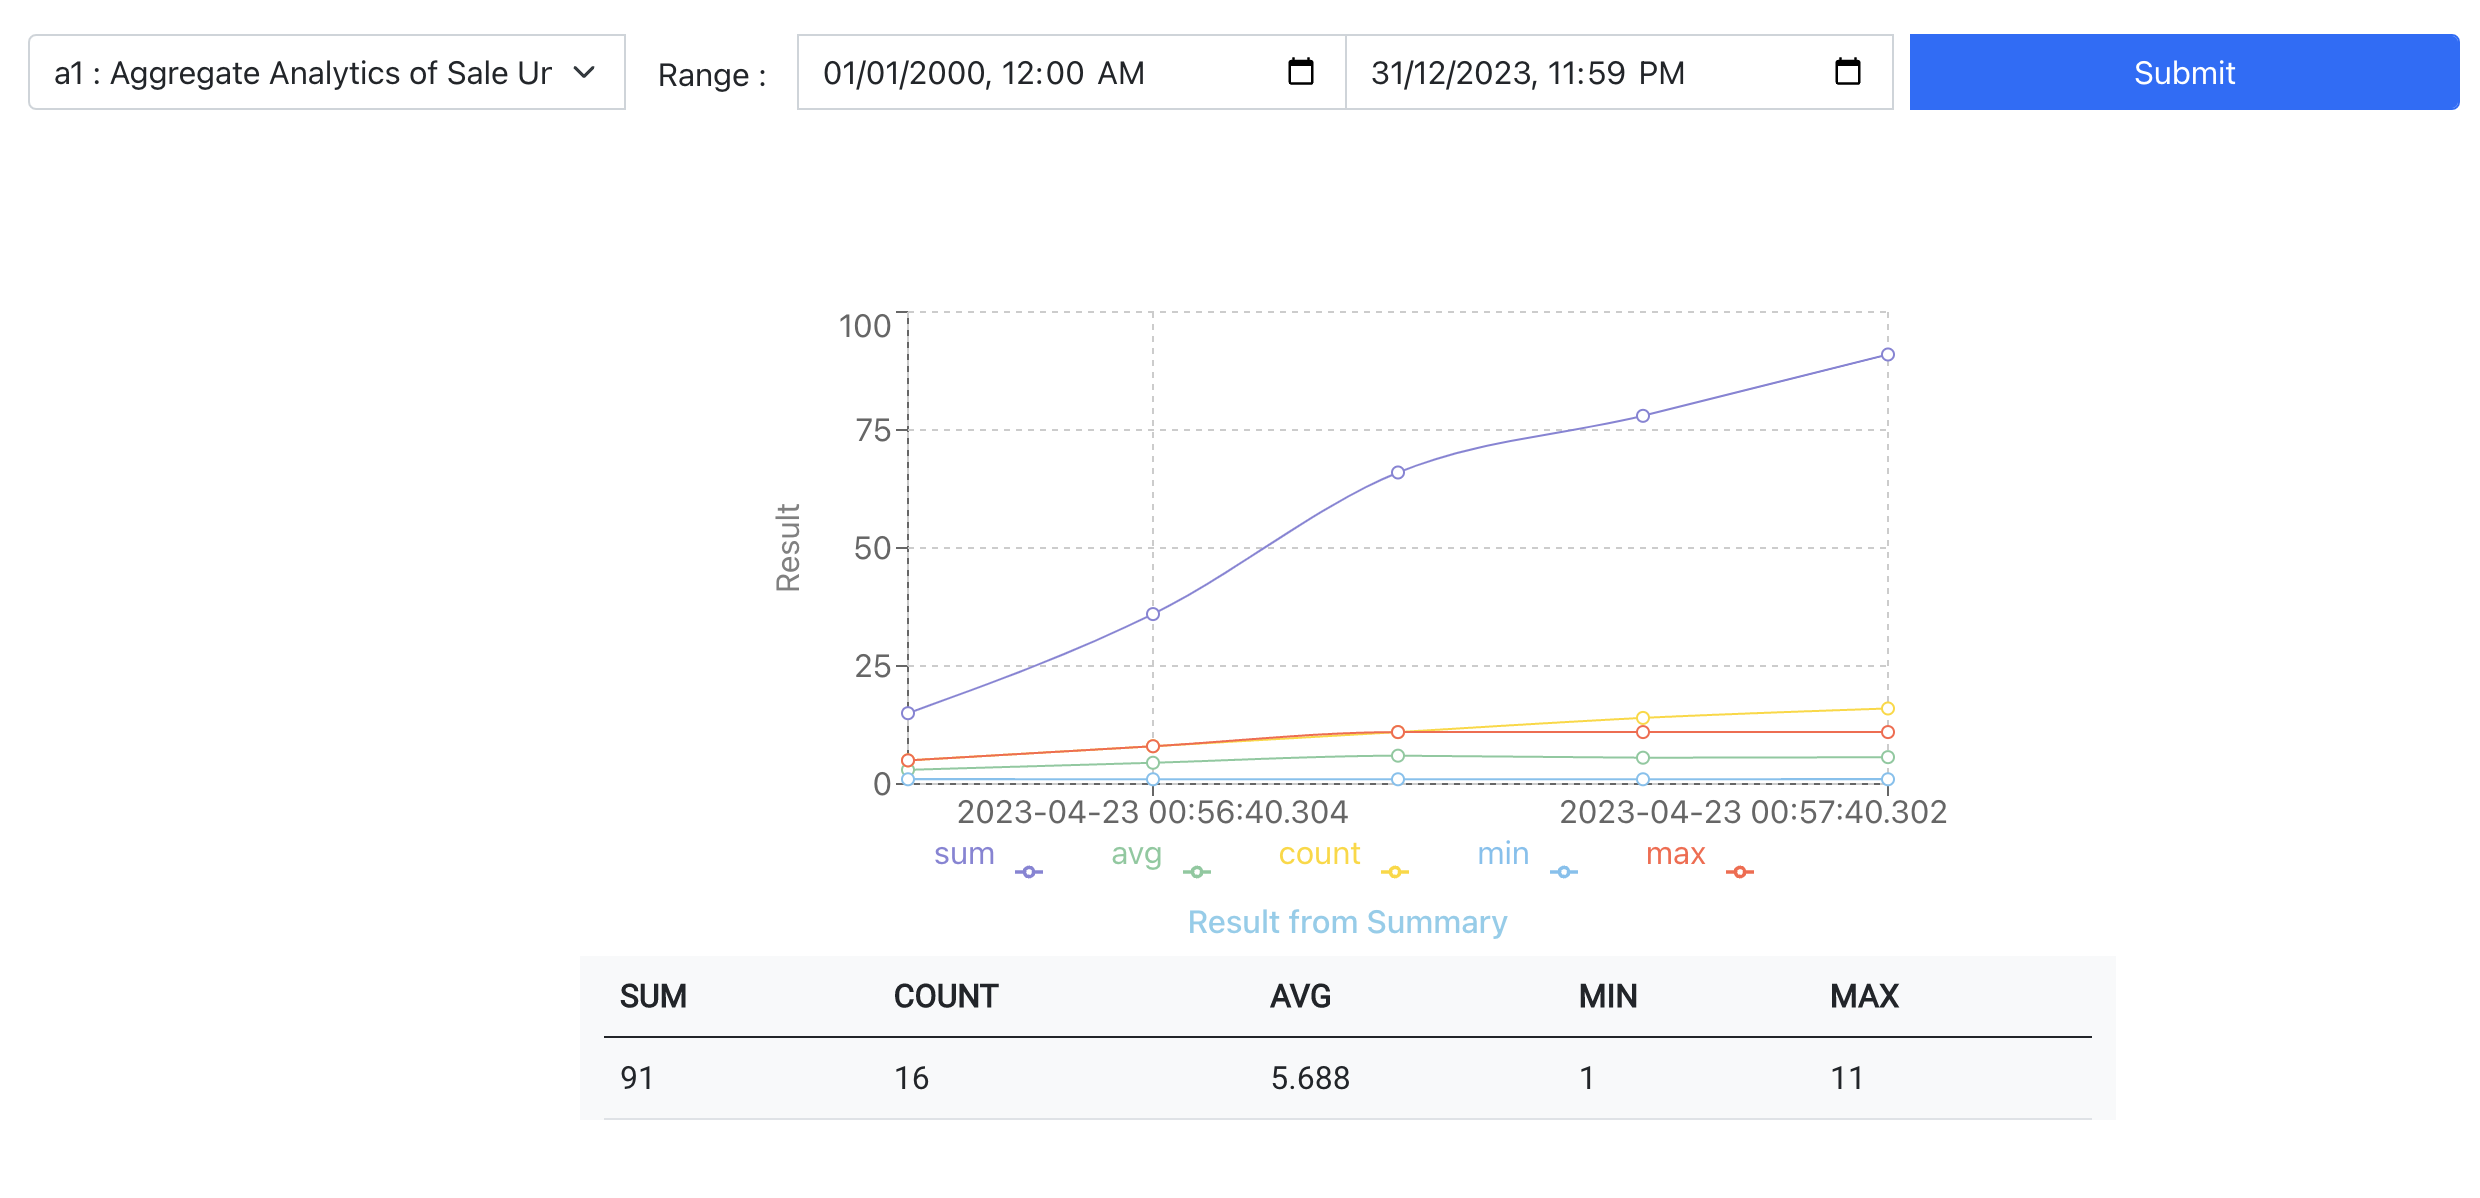 a1 : Aggregate Analytics of Sale Ur
Range :
01/01/2000, 12:00 AM
31/12/2023, 11:59 PM
Submit
100
75
50
25
0
Result
2023-04-23 00:56:40.304
2023-04-23 00:57:40.302
sum avg count min max
Result from Summary
SUM COUNT AVG MIN MAX
91 16 5.688 1 11